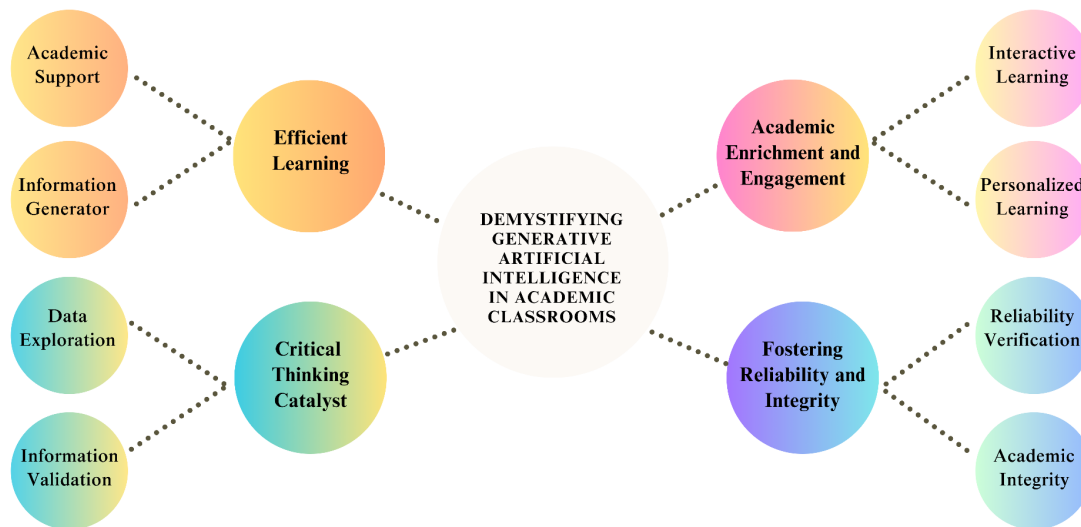 Academic
Support
Information
Generator
Efficient
Learning
Data
Exploration
Information
Validation
Critical
Thinking
Catalyst
DEMYSTIFYING
GENERATIVE
ARTIFICIAL
INTELLIGENCE
IN ACADEMIC
CLASSROOMS
Academic
Enrichment and
Engagement
Interactive
Learning
Personalized
Learning
Fostering
Reliability and
Integrity
Reliability
Verification
Academic
Integrity